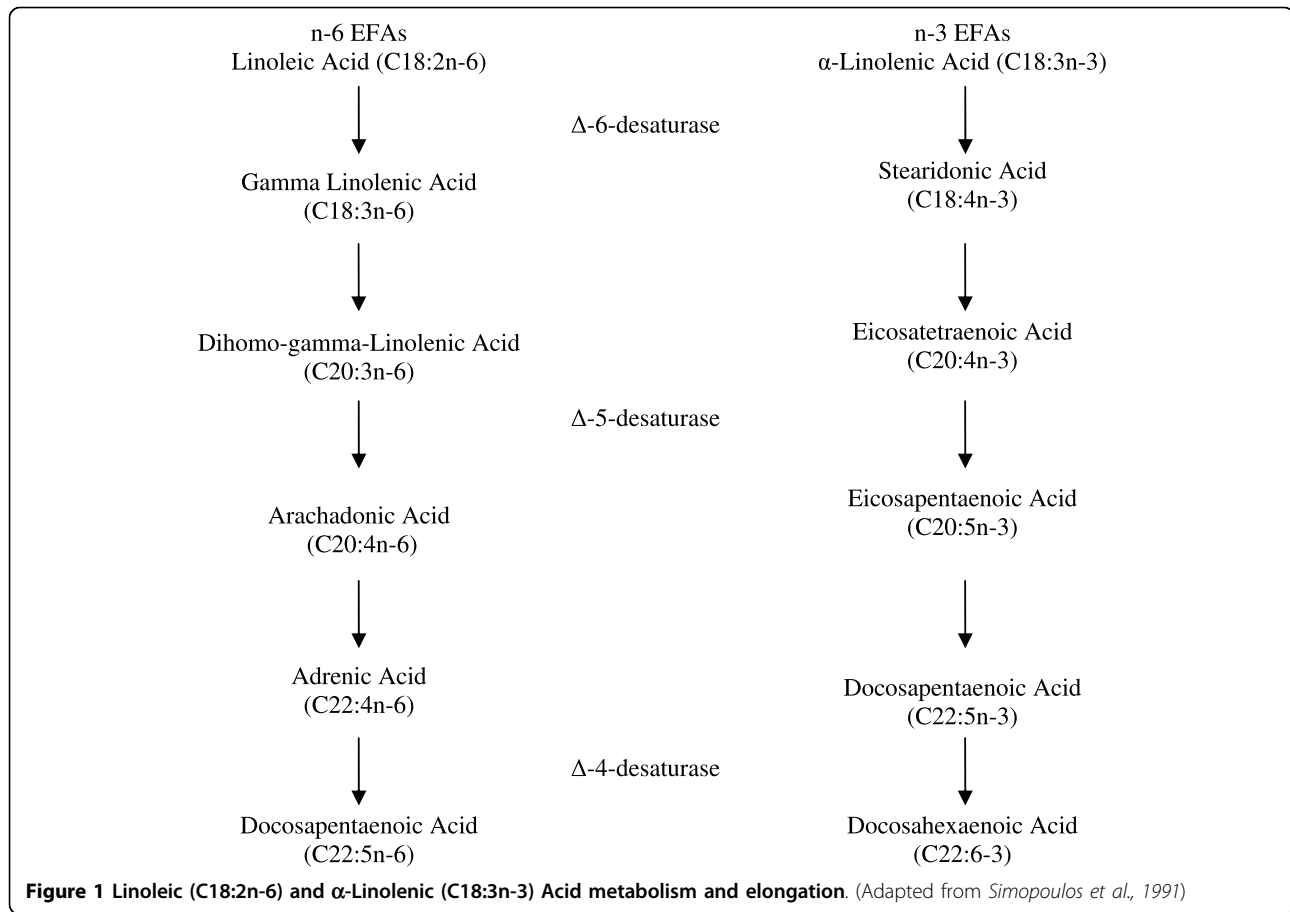 n-6 EFAs
Linoleic Acid (C18:2n-6)
n-3 EFAs
α-Linolenic Acid (C18:3n-3)
Δ-6-desaturase
Gamma Linolenic Acid
(C18:3n-6)
Stearidonic Acid
(C18:4n-3)
Dihomo-gamma-Linolenic Acid
(C20:3n-6)
Eicosatetraenoic Acid
(C20:4n-3)
Δ-5-desaturase
Arachadonic Acid
(C20:4n-6)
Eicosapentaenoic Acid
(C20:5n-3)
Adrenic Acid
(C22:4n-6)
Docosapentaenoic Acid
(C22:5n-3)
Δ-4-desaturase
Docosapentaenoic Acid
(C22:5n-6)
Docosahexaenoic Acid
(C22:6-3)
Figure 1 Linoleic (C18:2n-6) and α-Linolenic (C18:3n-3) Acid metabolism and elongation. (Adapted from Simopoulos et al., 1991)